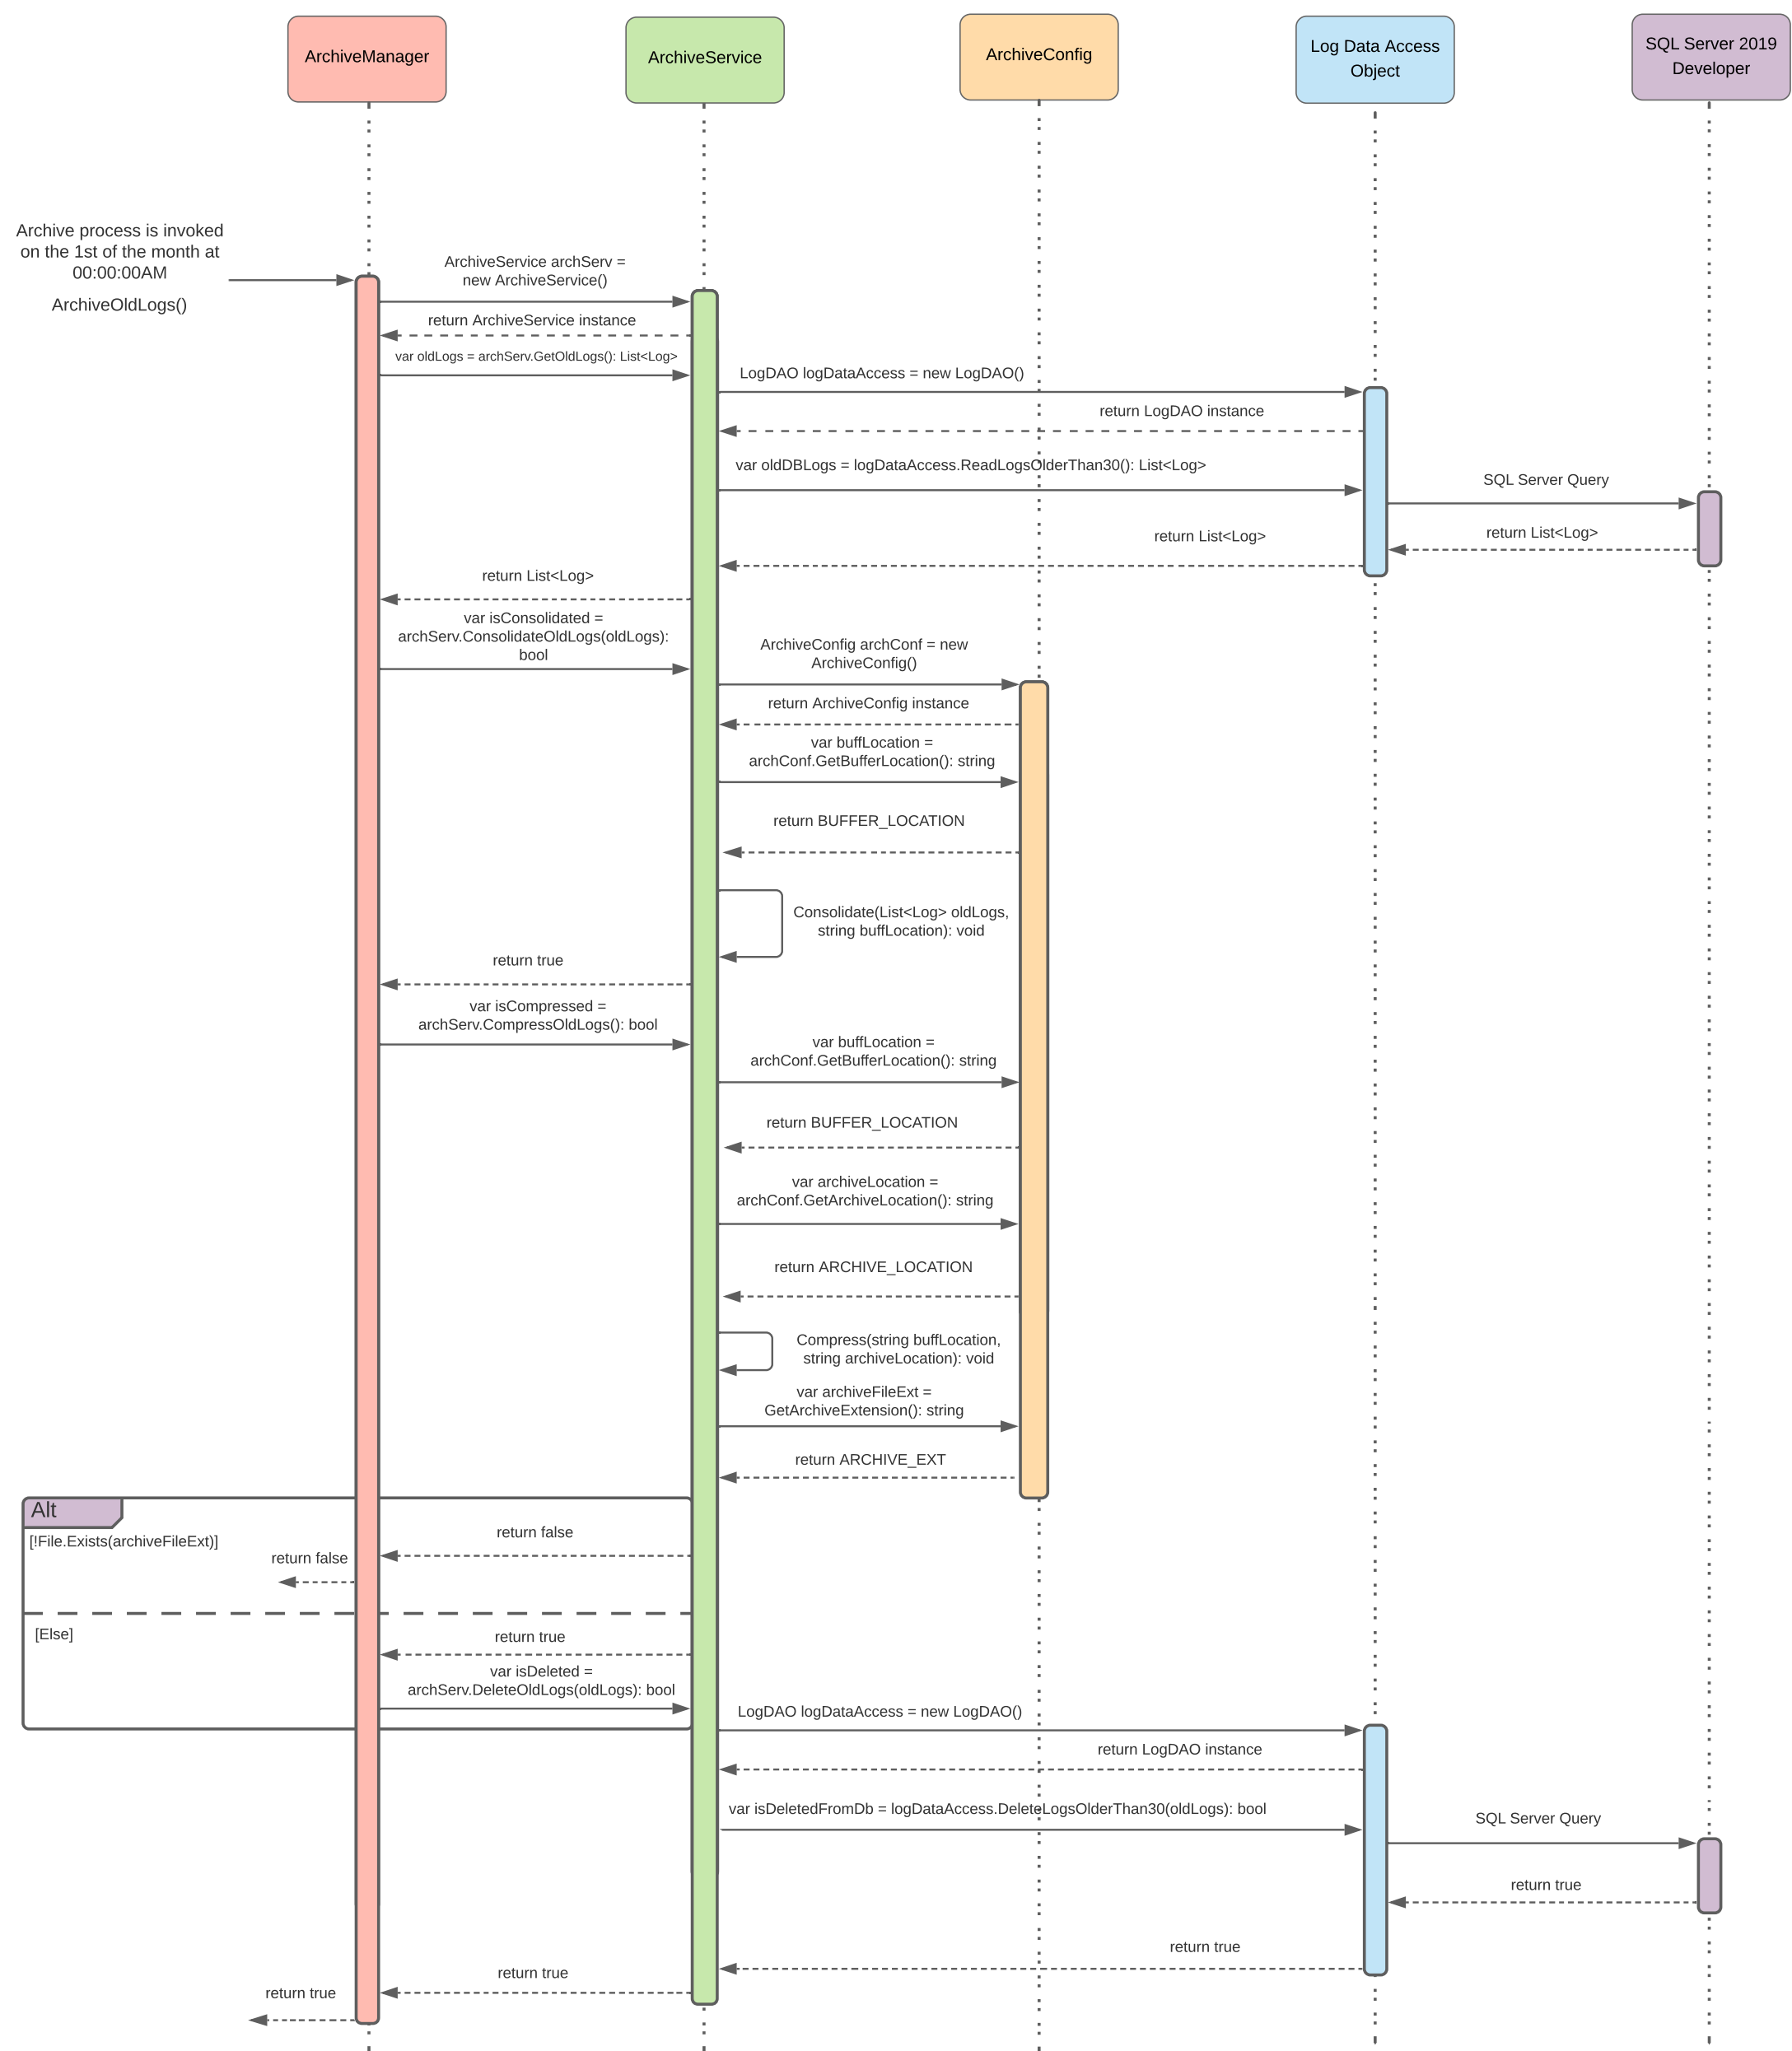 ArchiveManager
ArchiveService
ArchiveConfig
Log Data Access
Object
SQL Server 2019
Developer
Archive process is invoked
on the 1st of the month at
00:00:00AM
ArchiveOldLogs()
ArchiveService archServ =
new ArchiveService()
return ArchiveService instance
var oldLogs = archServ.GetOldLogs(): List<Log>
LogDAO logDataAccess = new LogDAO()
return LogDAO instance
var oldDBLogs = logDataAccess.ReadLogsOlderThan30(): List<Log>
SQL Server Query
return List<Log>
return List<Log>
return List<Log>
var isConsolidated =
archServ.ConsolidateOldLogs(oldLogs):
bool
ArchiveConfig archConf = new
ArchiveConfig()
return ArchiveConfig instance
var buffLocation =
archConf.GetBufferLocation(): string
return BUFFER_LOCATION
Consolidate(List<Log> oldLogs,
string buffLocation): void
return true
var isCompressed =
archServ.CompressOldLogs(): bool
var buffLocation =
archConf.GetBufferLocation(): string
return BUFFER_LOCATION
var archiveLocation =
archConf.GetArchiveLocation(): string
return ARCHIVE_LOCATION
Compress(string buffLocation,
string archiveLocation): void
var archiveFileExt =
GetArchiveExtension(): string
return ARCHIVE_EXT
Alt
[!File.Exists(archiveFileExt)]
return false
return false
[Else]
return true
var isDeleted =
archServ.DeleteOldLogs(oldLogs): bool
LogDAO logDataAccess = new LogDAO()
return LogDAO instance
var isDeletedFromDb = logDataAccess.DeleteLogsOlderThan30(oldLogs): bool
SQL Server Query
return true
return true
return true
return true